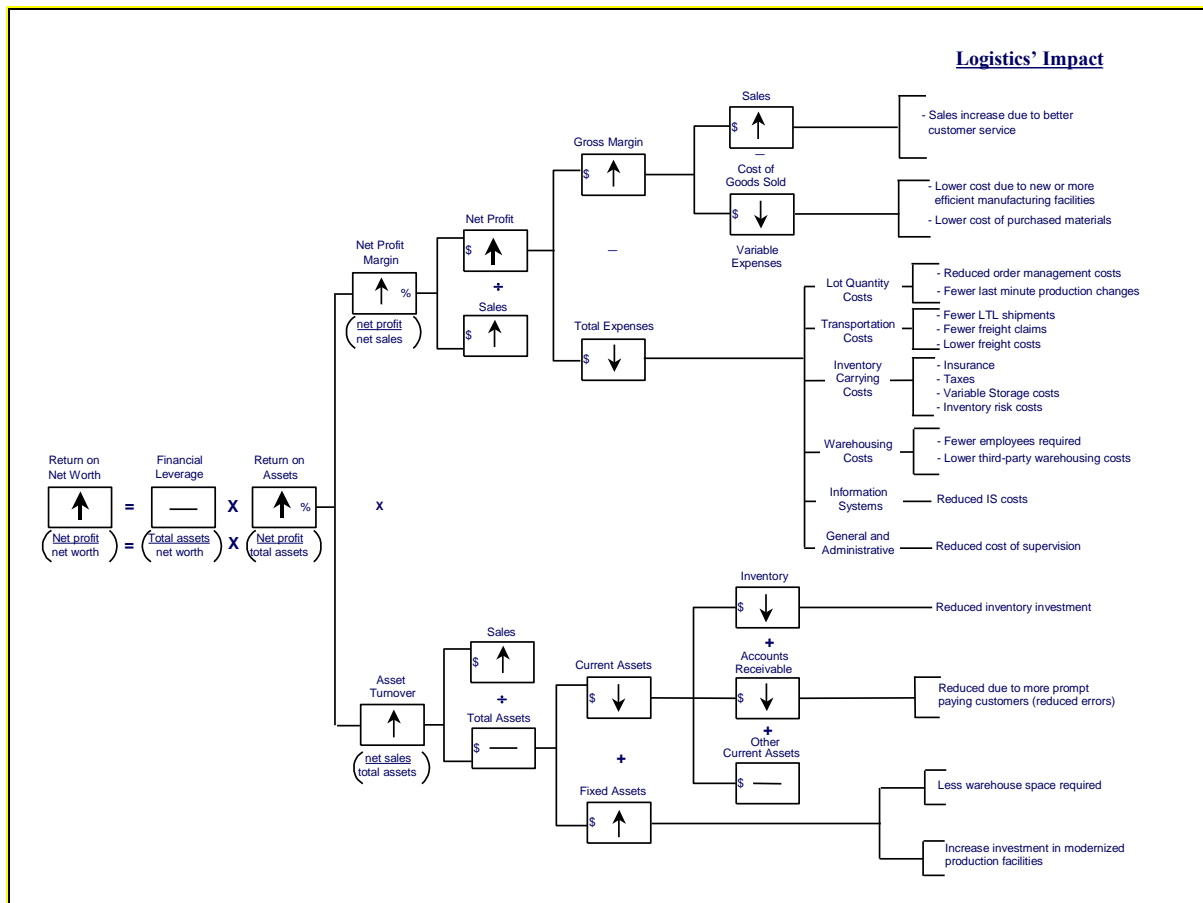 Logistics' Impact
Sales
$
- Sales increase due to better
customer service
Gross Margin
$
–
Cost of
Goods Sold
$
- Lower cost due to new or more
efficient manufacturing facilities
- Lower cost of purchased materials
Net Profit
$
Variable
Expenses
–
Net Profit
Margin
%
(net profit
net sales)
÷
Sales
$
Total Expenses
$
Lot Quantity
Costs
- Reduced order management costs
- Fewer last minute production changes
Transportation
Costs
- Fewer LTL shipments
- Fewer freight claims
- Lower freight costs
Inventory
Carrying
Costs
- Insurance
- Taxes
- Variable Storage costs
- Inventory risk costs
Warehousing
Costs
- Fewer employees required
- Lower third-party warehousing costs
Information
Systems
Reduced IS costs
General and
Administrative
Reduced cost of supervision
Return on
Net Worth
=
Financial
Leverage
X
Return on
Assets
%
X
(Net profit
net worth)
=
(Total assets
net worth)
X
(Net profit
total assets)
Asset
Turnover
(net sales
total assets)
Sales
$
÷
Total Assets
$
Current Assets
$
+
Fixed Assets
$
Inventory
$
Reduced inventory investment
+
Accounts
Receivable
$
Reduced due to more prompt
paying customers (reduced errors)
+
Other
Current Assets
$
Less warehouse space required
Increase investment in modernized
production facilities